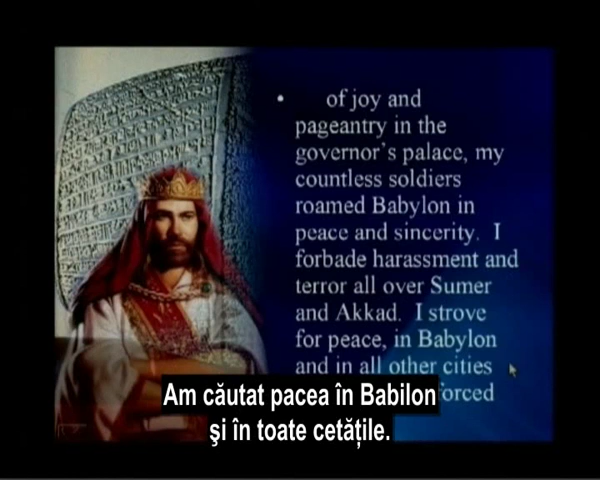 • of joy and
pageantry in the
governor's palace, my
countless soldiers
roamed Babylon in
peace and sincerity. I
forbade harassment and
terror all over Sumer
and Akkad. I strove
for peace, in Babylon
and in all other cities
forced
Am căutat pacea în Babilon
şi în toate cetăţile.